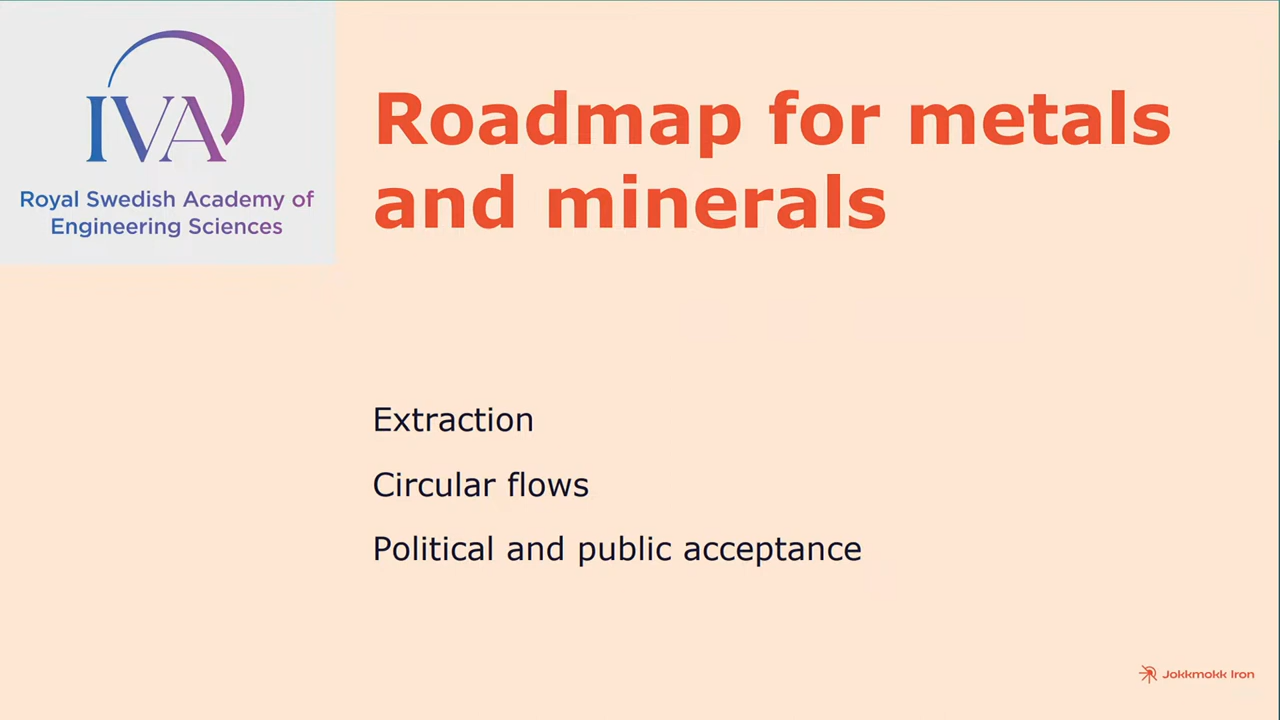 IVA
Royal Swedish Academy of
Engineering Sciences
Roadmap for metals
and minerals
Extraction
Circular flows
Political and public acceptance
Jokkmokk Iron